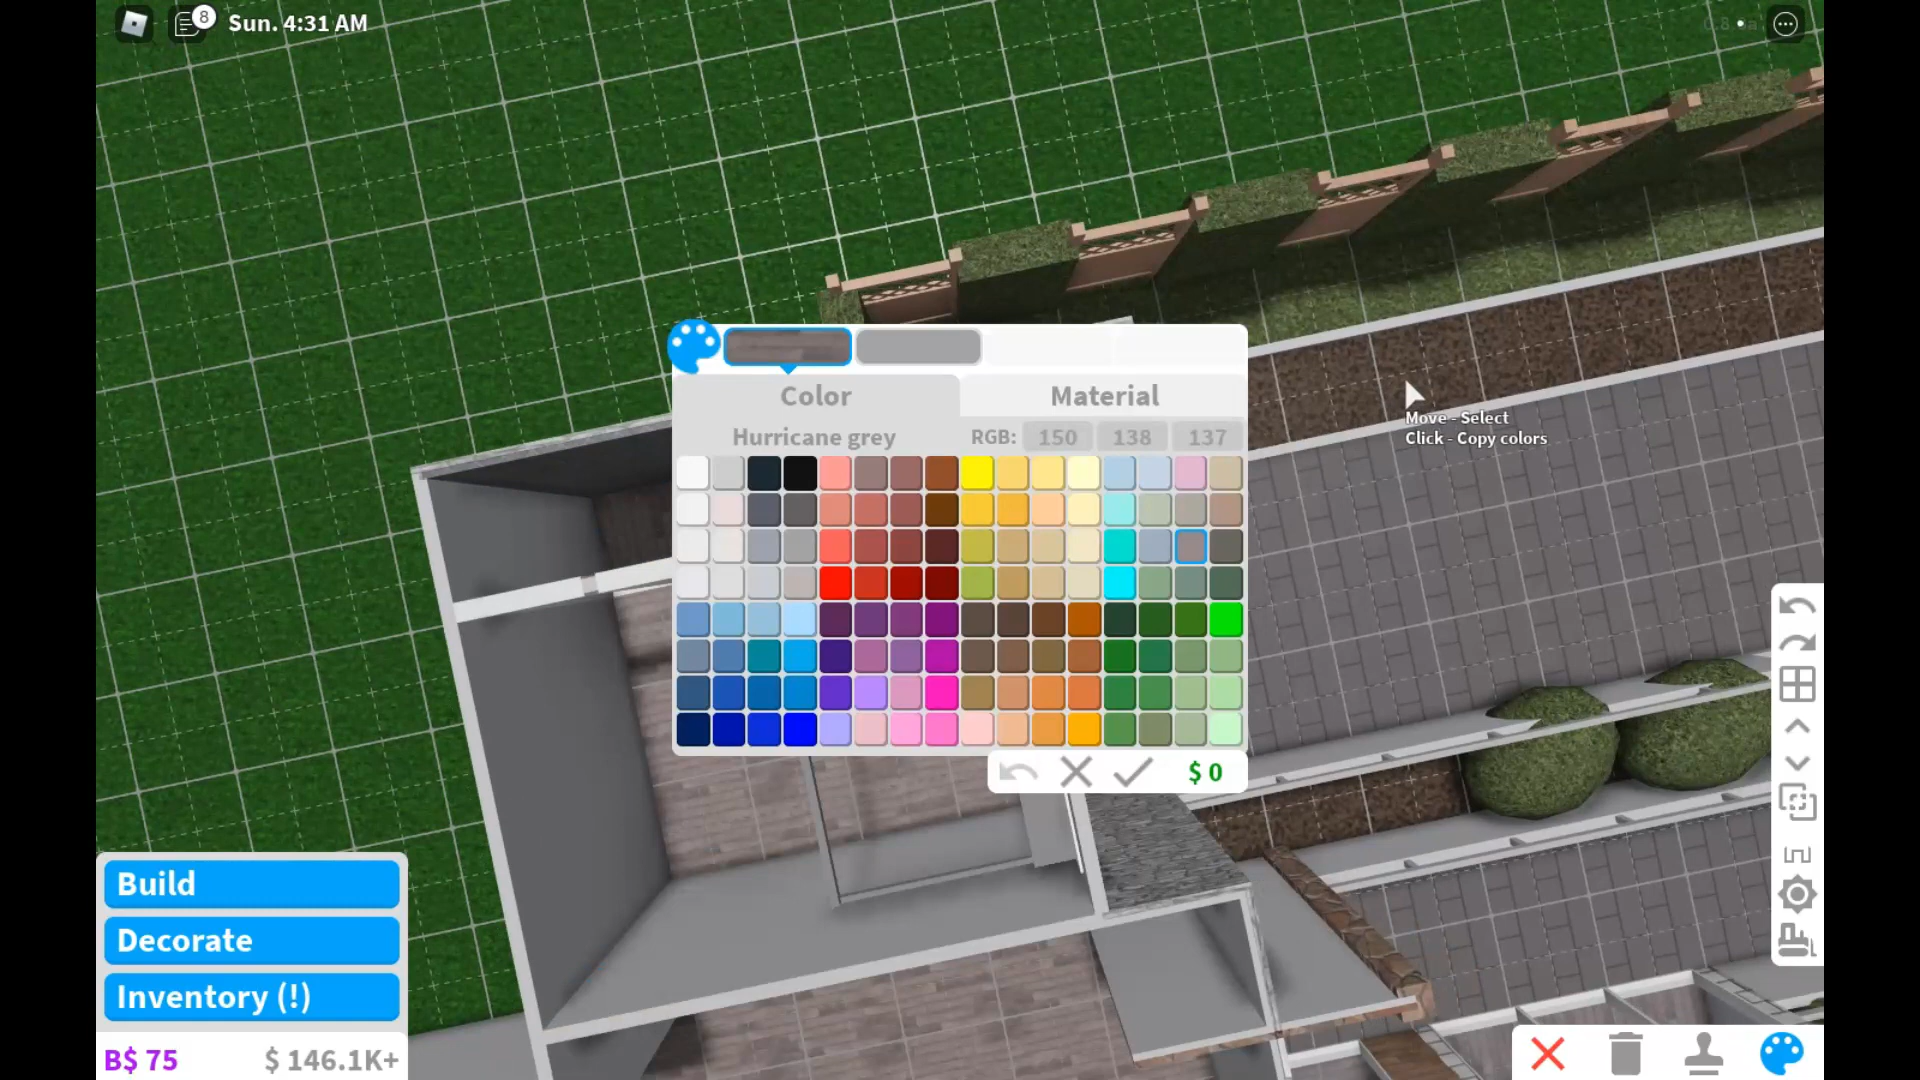 8
Sun. 4:31 AM
Color
Material
Hurricane grey
RGB: 150 138 137
Move - Select
Click - Copy colors
$ 0
Build
Decorate
Inventory (!)
B$ 75
$ 146.1K+